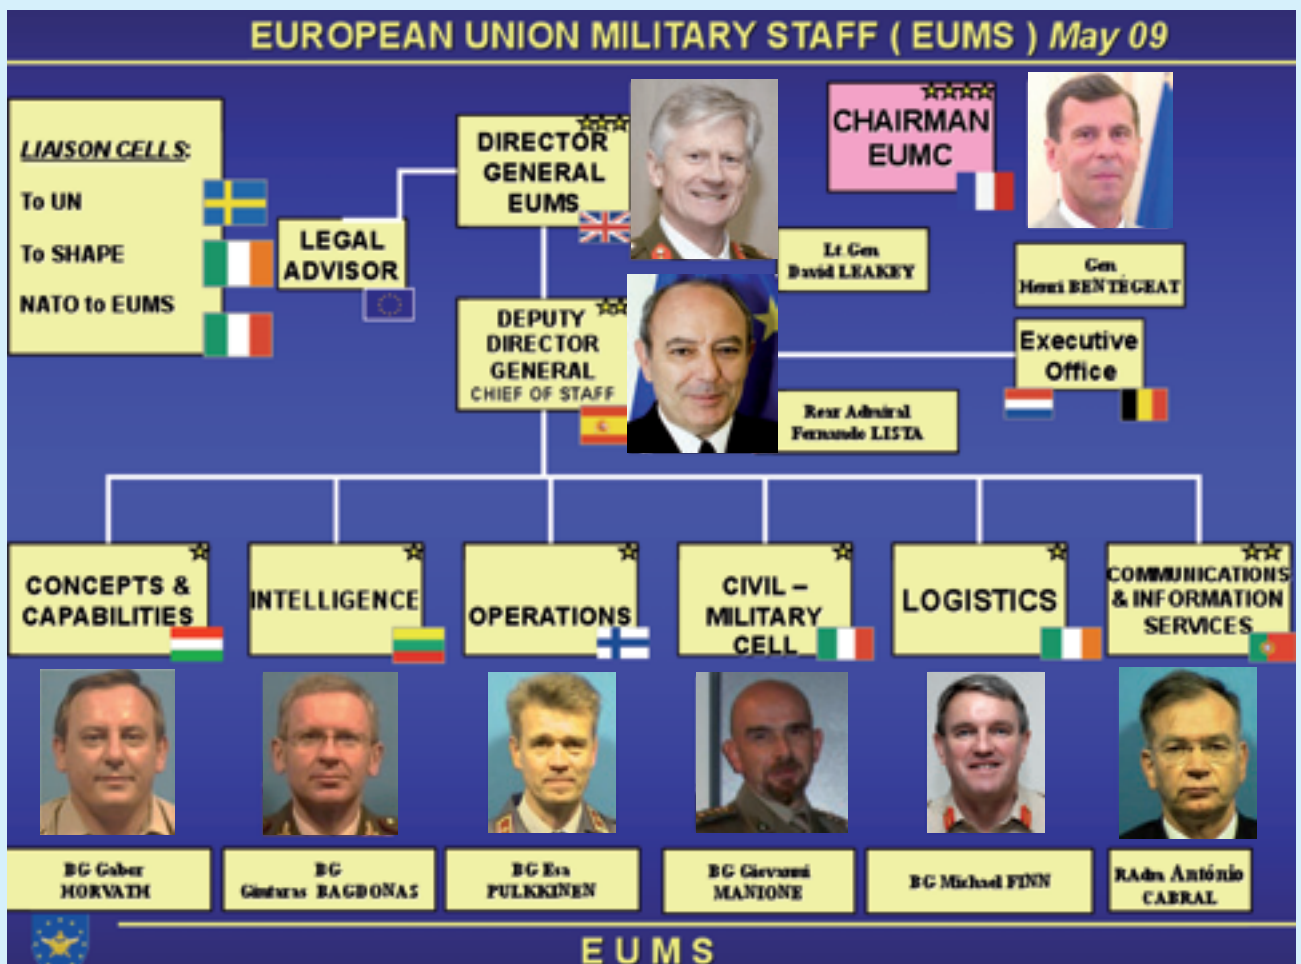 EUROPEAN UNION MILITARY STAFF ( EUMS ) May 09
LIAISON CELLS:
To UN
To SHAPE
NATO to EUMS
LEGAL
ADVISOR
DIRECTOR
GENERAL
EUMS
CHAIRMAN
EUMC
Lt Gen
David LEAKEY
Gen
Henri BENTÉGEAT
DEPUTY
DIRECTOR
GENERAL
CHIEF OF STAFF
Executive
Office
Rear Admiral
Fernando LISTA
CONCEPTS &
CAPABILITIES
INTELLIGENCE
OPERATIONS
CIVIL –
MILITARY
CELL
LOGISTICS
COMMUNICATIONS
& INFORMATION
SERVICES
BG Gaber
HORVATH
BG
Gintaras BAGDONAS
BG Esa
PULKKINEN
BG Giovanni
MANIONE
BG Michael FINN
RAdm António
CABRAL
EUMS